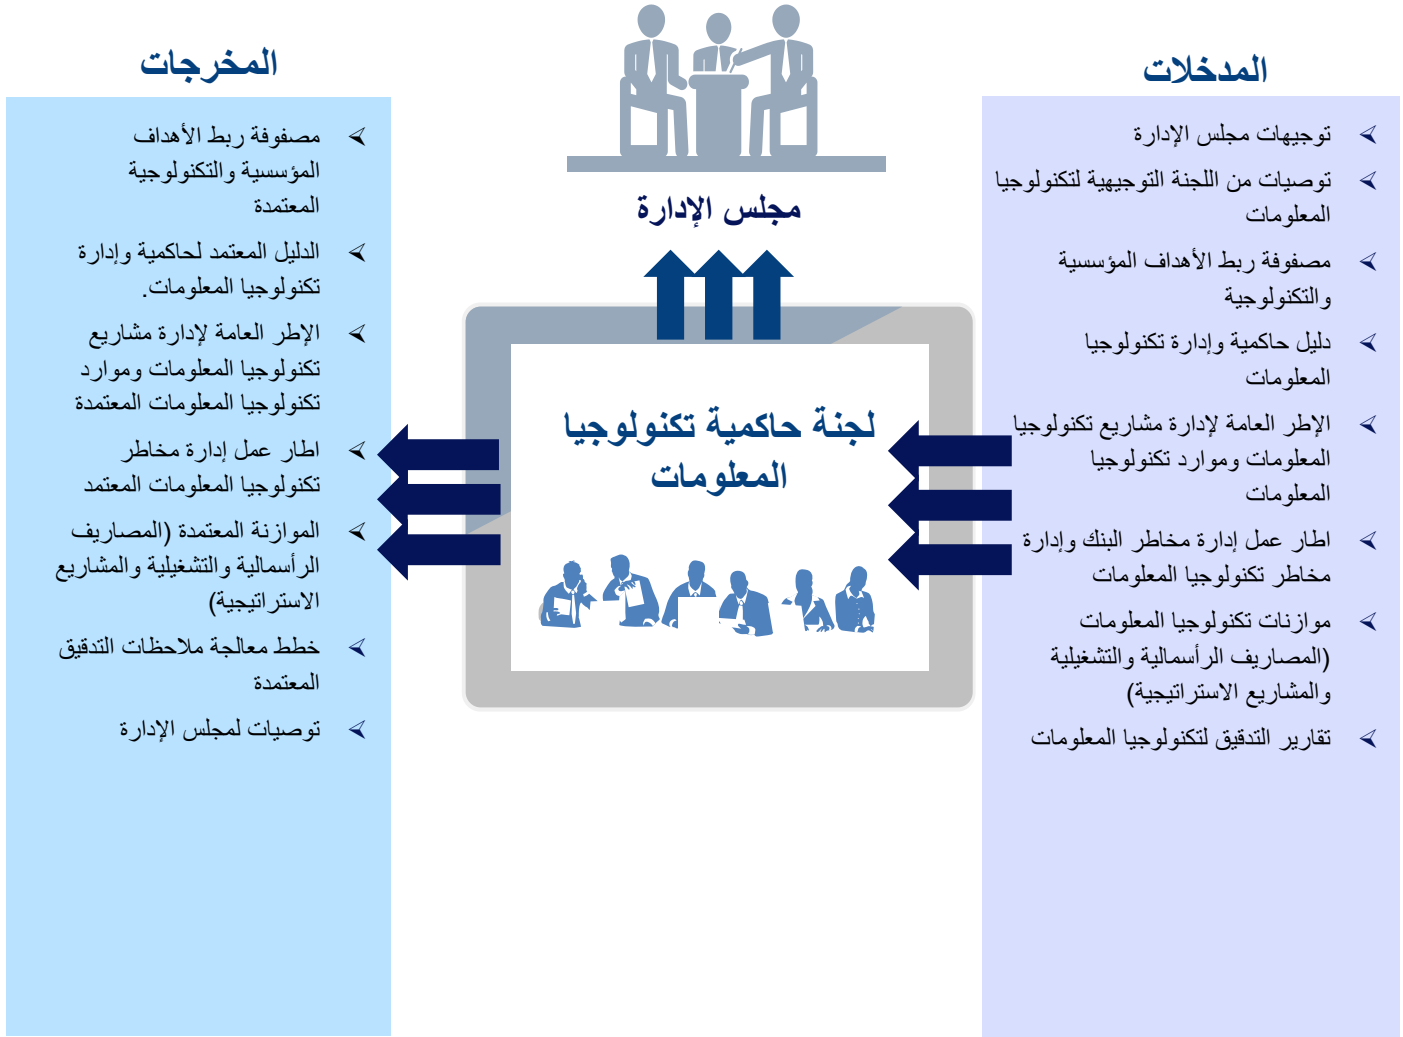 المدخلات
توجيهات مجلس الإدارة
توصيات من اللجنة التوجيهية لتكنولوجيا
المعلومات
مصفوفة ربط الأهداف المؤسسية
والتكنولوجية
دليل حاكمية وإدارة تكنولوجيا
المعلومات
الإطر العامة لإدارة مشاريع تكنولوجيا
المعلومات وموارد تكنولوجيا
المعلومات
اطار عمل إدارة مخاطر البنك وإدارة
مخاطر تكنولوجيا المعلومات
موازنات تكنولوجيا المعلومات
(المصاريف الرأسمالية والتشغيلية
والمشاريع الاستراتيجية)
تقارير التدقيق لتكنولوجيا المعلومات
مجلس الإدارة
لجنة حاكمية تكنولوجيا
المعلومات
المخرجات
مصفوفة ربط الأهداف
المؤسسية والتكنولوجية
المعتمدة
الدليل المعتمد لحاكمية وإدارة
تكنولوجيا المعلومات.
الإطر العامة لإدارة مشاريع
تكنولوجيا المعلومات وموارد
تكنولوجيا المعلومات المعتمدة
اطار عمل إدارة مخاطر
تكنولوجيا المعلومات المعتمد
الموازنة المعتمدة (المصاريف
الرأسمالية والتشغيلية والمشاريع
الاستراتيجية)
خطط معالجة ملاحظات التدقيق
المعتمدة
توصيات لمجلس الإدارة